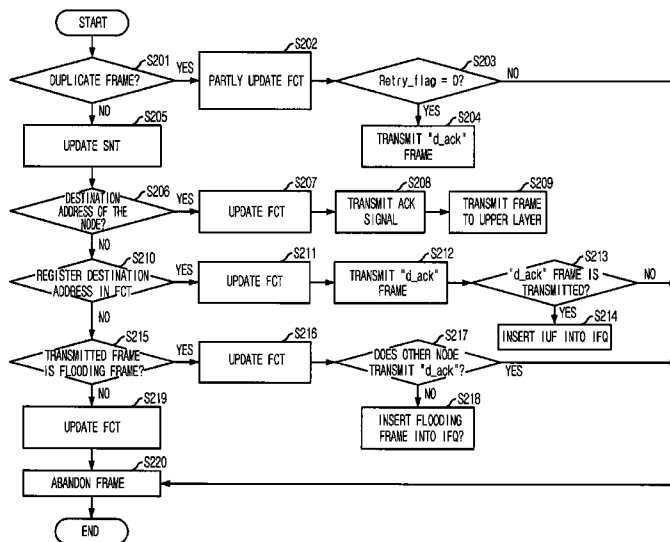 START
S201
DUPLICATE FRAME?
YES
NO
S202
PARTLY UPDATE FCT
S203
Retry_flag = 0?
NO
YES
S204
TRANSMIT "d_ack"
FRAME
S205
UPDATE SNT
S206
DESTINATION
ADDRESS OF THE
NODE?
YES
NO
S207
UPDATE FCT
S208
TRANSMIT ACK
SIGNAL
S209
TRANSMIT FRAME
TO UPPER LAYER
S210
REGISTER DESTINATION
ADDRESS IN FCT
YES
NO
S211
UPDATE FCT
S212
TRANSMIT "d_ack"
FRAME
S213
"d_ack" FRAME IS
TRANSMITTED?
NO
YES
S214
INSERT IUF INTO IFQ
S215
TRANSMITTED FRAME
IS FLOODING FRAME?
YES
NO
S216
UPDATE FCT
S217
DOES OTHER NODE
TRANSMIT "d_ack"?
YES
NO
S218
INSERT FLOODING
FRAME INTO IFQ?
S219
UPDATE FCT
S220
ABANDON FRAME
END